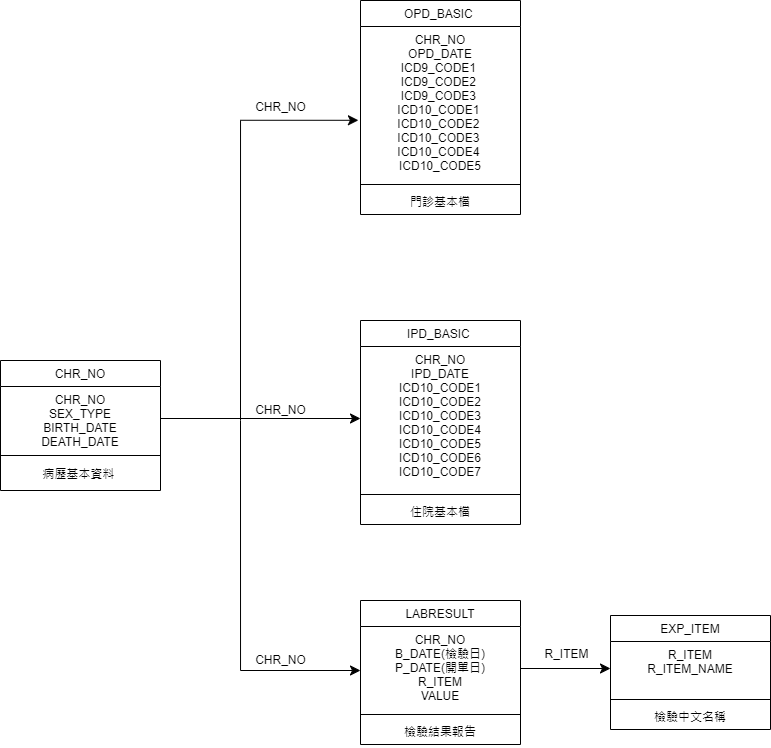 OPD_BASIC
CHR_NO
OPD_DATE
ICD9_CODE1
ICD9_CODE2
ICD9_CODE3
ICD10_CODE1
ICD10_CODE2
ICD10_CODE3
ICD10_CODE4
ICD10_CODE5
門診基本檔
CHR_NO
IPD_BASIC
CHR_NO
IPD_DATE
ICD10_CODE1
ICD10_CODE2
ICD10_CODE3
ICD10_CODE4
ICD10_CODE5
ICD10_CODE6
ICD10_CODE7
住院基本檔
CHR_NO
CHR_NO
CHR_NO
SEX_TYPE
BIRTH_DATE
DEATH_DATE
病歷基本資料
CHR_NO
LABRESULT
CHR_NO
B_DATE(檢驗日)
P_DATE(開單日)
R_ITEM
VALUE
檢驗結果報告
R_ITEM
EXP_ITEM
R_ITEM
R_ITEM_NAME
檢驗中文名稱